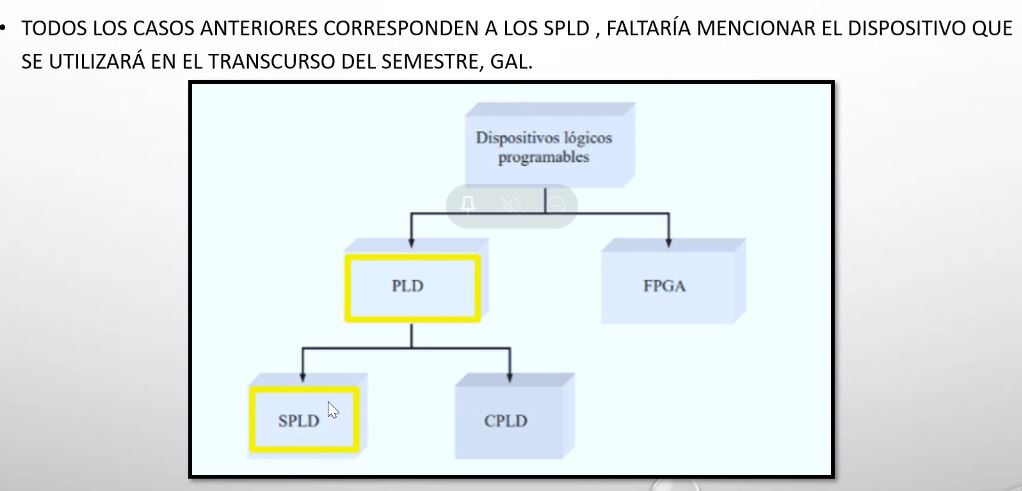 • TODOS LOS CASOS ANTERIORES CORRESPONDEN A LOS SPLD , FALTARÍA MENCIONAR EL DISPOSITIVO QUE
SE UTILIZARÁ EN EL TRANSCURSO DEL SEMESTRE, GAL.
Dispositivos lógicos
programables
PLD
FPGA
SPLD
CPLD